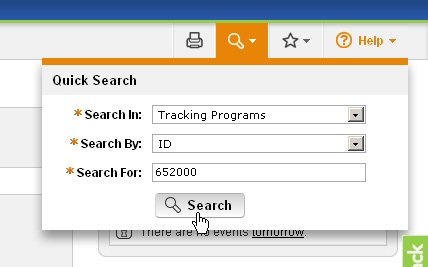 Help
Quick Search
* Search In: Tracking Programs
* Search By: ID
* Search For: 652000
Search
There are no events tomorrow.
ck